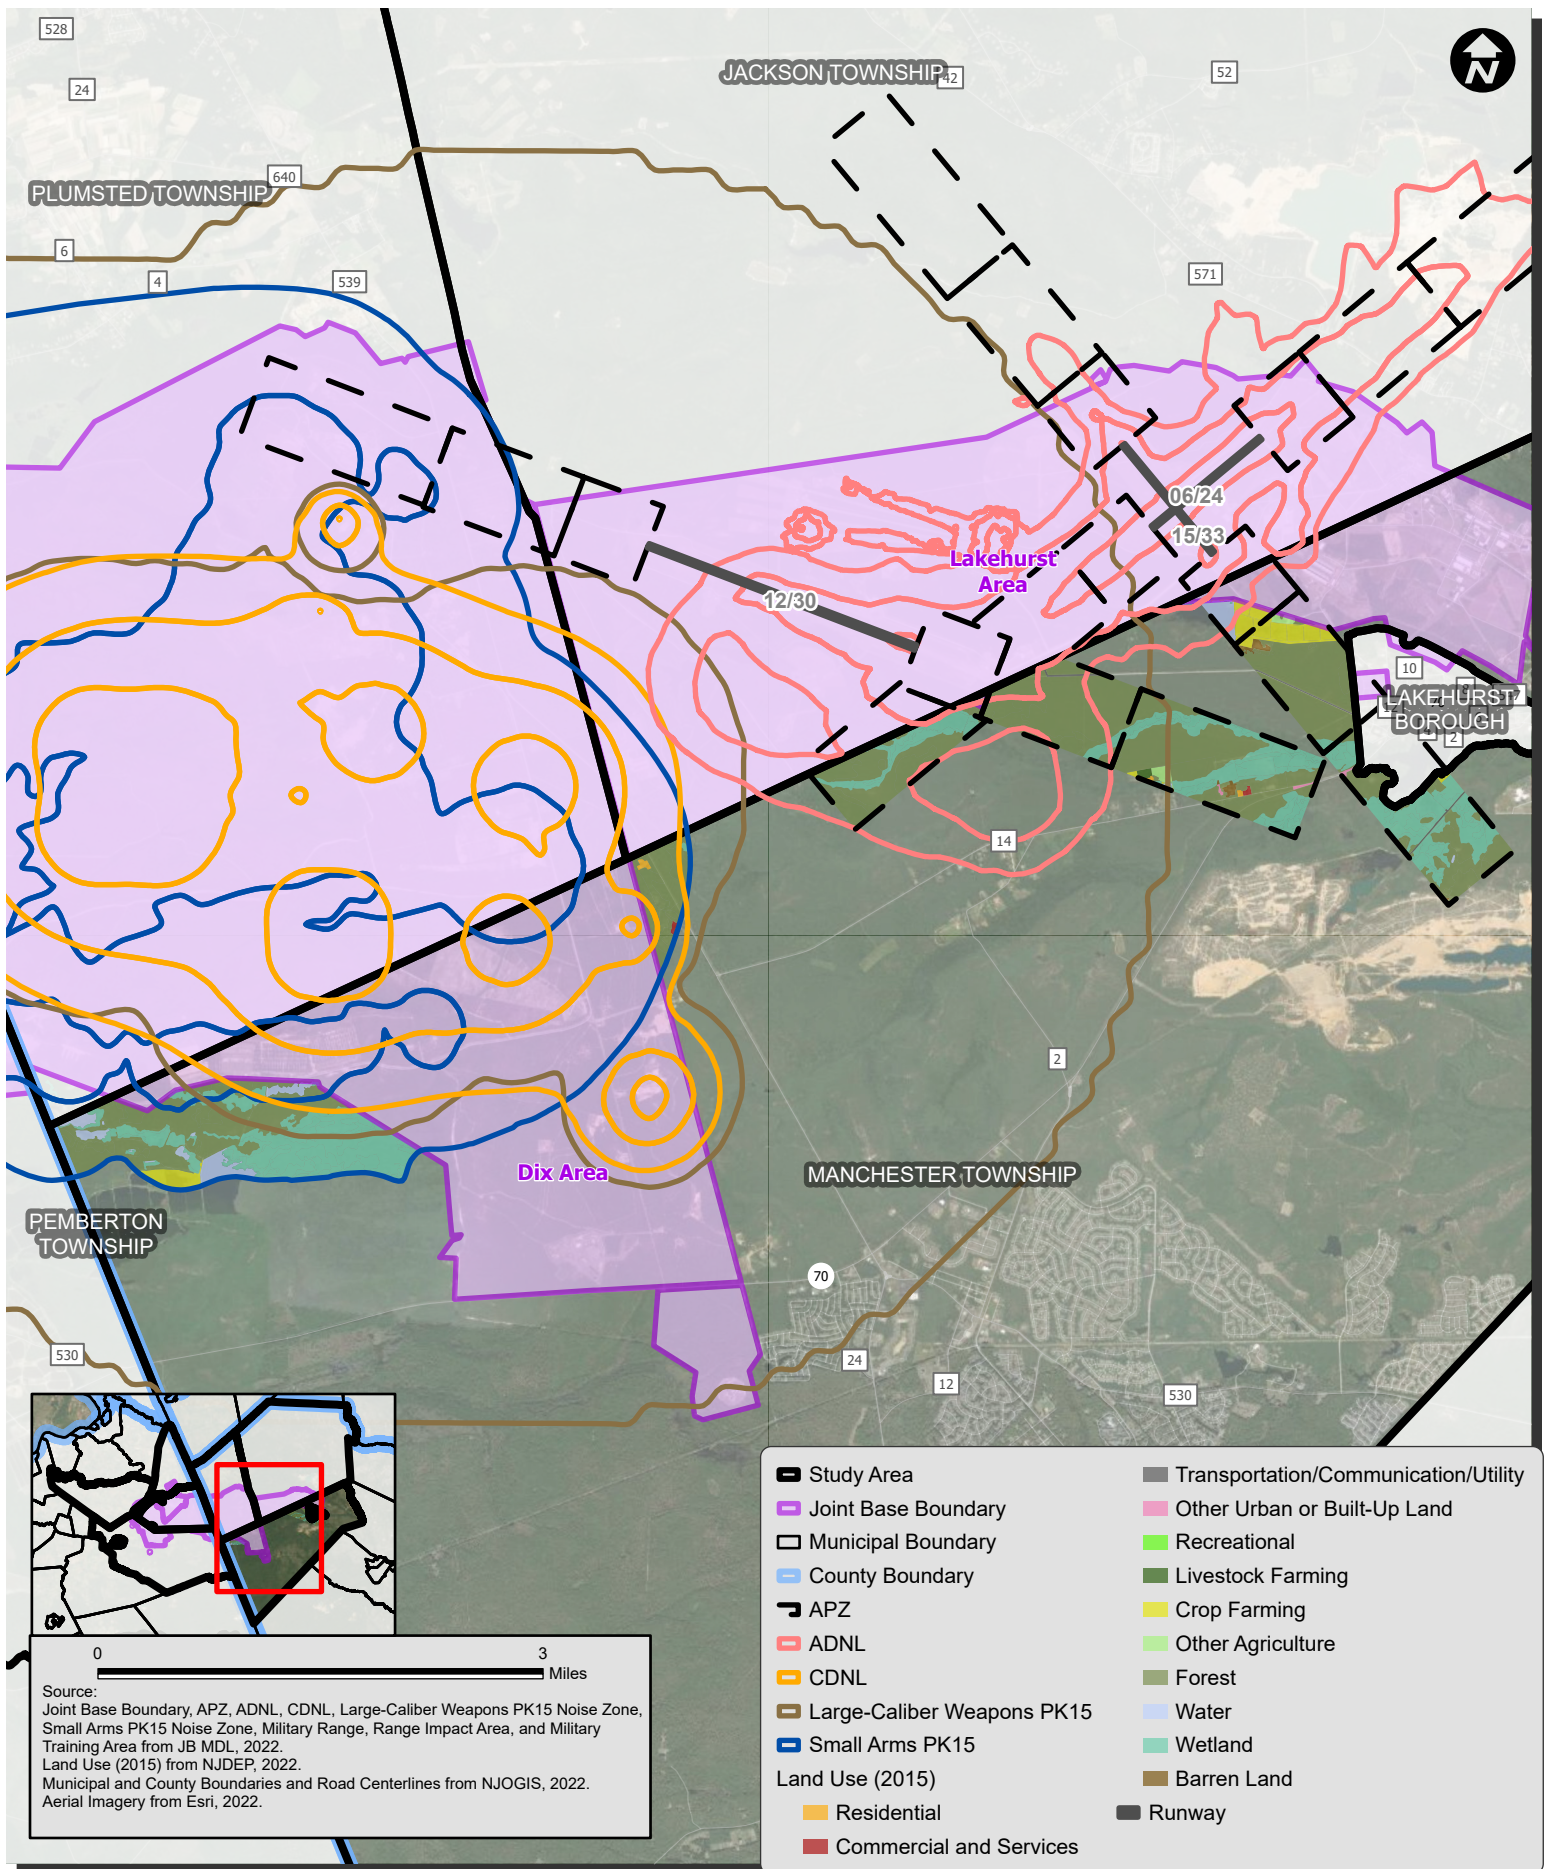 528
24
JACKSON TOWNSHIP
42
52
N
640
PLUMSTED TOWNSHIP
6
4
539
571
06/24
15/33
Lakehurst
Area
12/30
10
LAKEHURST
BOROUGH
2
14
2
Dix Area
MANCHESTER TOWNSHIP
PEMBERTON
TOWNSHIP
70
530
24
12
530
Study Area
Joint Base Boundary
Municipal Boundary
County Boundary
APZ
ADNL
CDNL
Large-Caliber Weapons PK15
Small Arms PK15
Land Use (2015)
Residential
Commercial and Services
Transportation/Communication/Utility
Other Urban or Built-Up Land
Recreational
Livestock Farming
Crop Farming
Other Agriculture
Forest
Water
Wetland
Barren Land
Runway
0 3
Miles
Source:
Joint Base Boundary, APZ, ADNL, CDNL, Large-Caliber Weapons PK15 Noise Zone,
Small Arms PK15 Noise Zone, Military Range, Range Impact Area, and Military
Training Area from JB MDL, 2022.
Land Use (2015) from NJDEP, 2022.
Municipal and County Boundaries and Road Centerlines from NJOGIS, 2022.
Aerial Imagery from Esri, 2022.